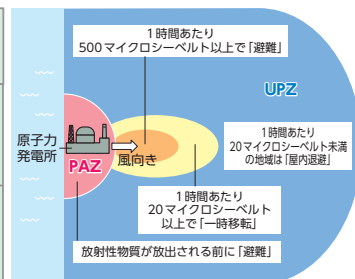 1時間あたり
500マイクロシーベルト以上で「避難」
UPZ
原子力
発電所
PAZ
風向き
1時間あたり
20マイクロシーベルト未満
の地域は「屋内退避」
1時間あたり
20マイクロシーベルト
以上で「一時移転」
放射性物質が放出される前に「避難」